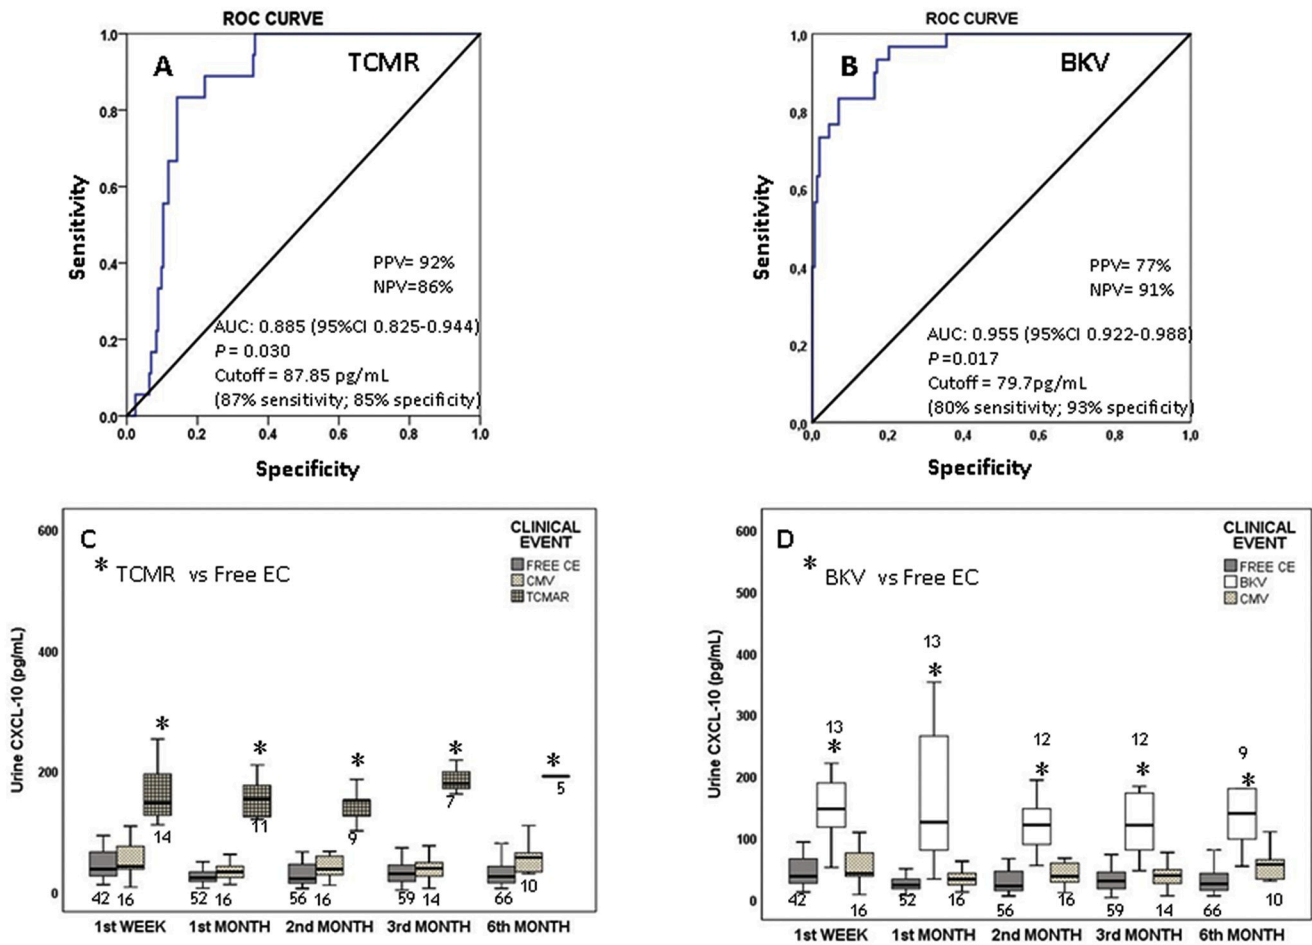 ROC CURVE
A
TCMR
1.0
0.8
0.6
0.4
0.2
0.0
Sensitivity
PPV= 92%
NPV=86%
AUC: 0.885 (95%CI 0.825-0.944)
P = 0.030
Cutoff = 87.85 pg/mL
(87% sensitivity; 85% specificity)
0.0 0.2 0.4 0.6 0.8 1.0
Specificity
ROC CURVE
B
BKV
1,0
0,8
0,6
0,4
0,2
0,0
Sensitivity
PPV= 77%
NPV= 91%
AUC: 0.955 (95%CI 0.922-0.988)
P =0.017
Cutoff = 79.7pg/mL
(80% sensitivity; 93% specificity)
0,0 0,2 0,4 0,6 0,8 1,0
Specificity
C
* TCMR vs Free EC
CLINICAL
EVENT
FREE CE
CMV
TCMAR
600
400
200
0
Urine CXCL-10 (pg/mL)
* * * * *
14 11 9 7 5
42 16 52 16 56 16 59 14 66 10
1st WEEK 1st MONTH 2nd MONTH 3rd MONTH 6th MONTH
D
* BKV vs Free EC
CLINICAL
EVENT
FREE CE
BKV
CMV
600
500
400
300
200
100
0
Urine CXCL-10 (pg/mL)
13 13 12 12 9
* * * * *
42 16 52 16 56 16 59 14 66 10
1st WEEK 1st MONTH 2nd MONTH 3rd MONTH 6th MONTH